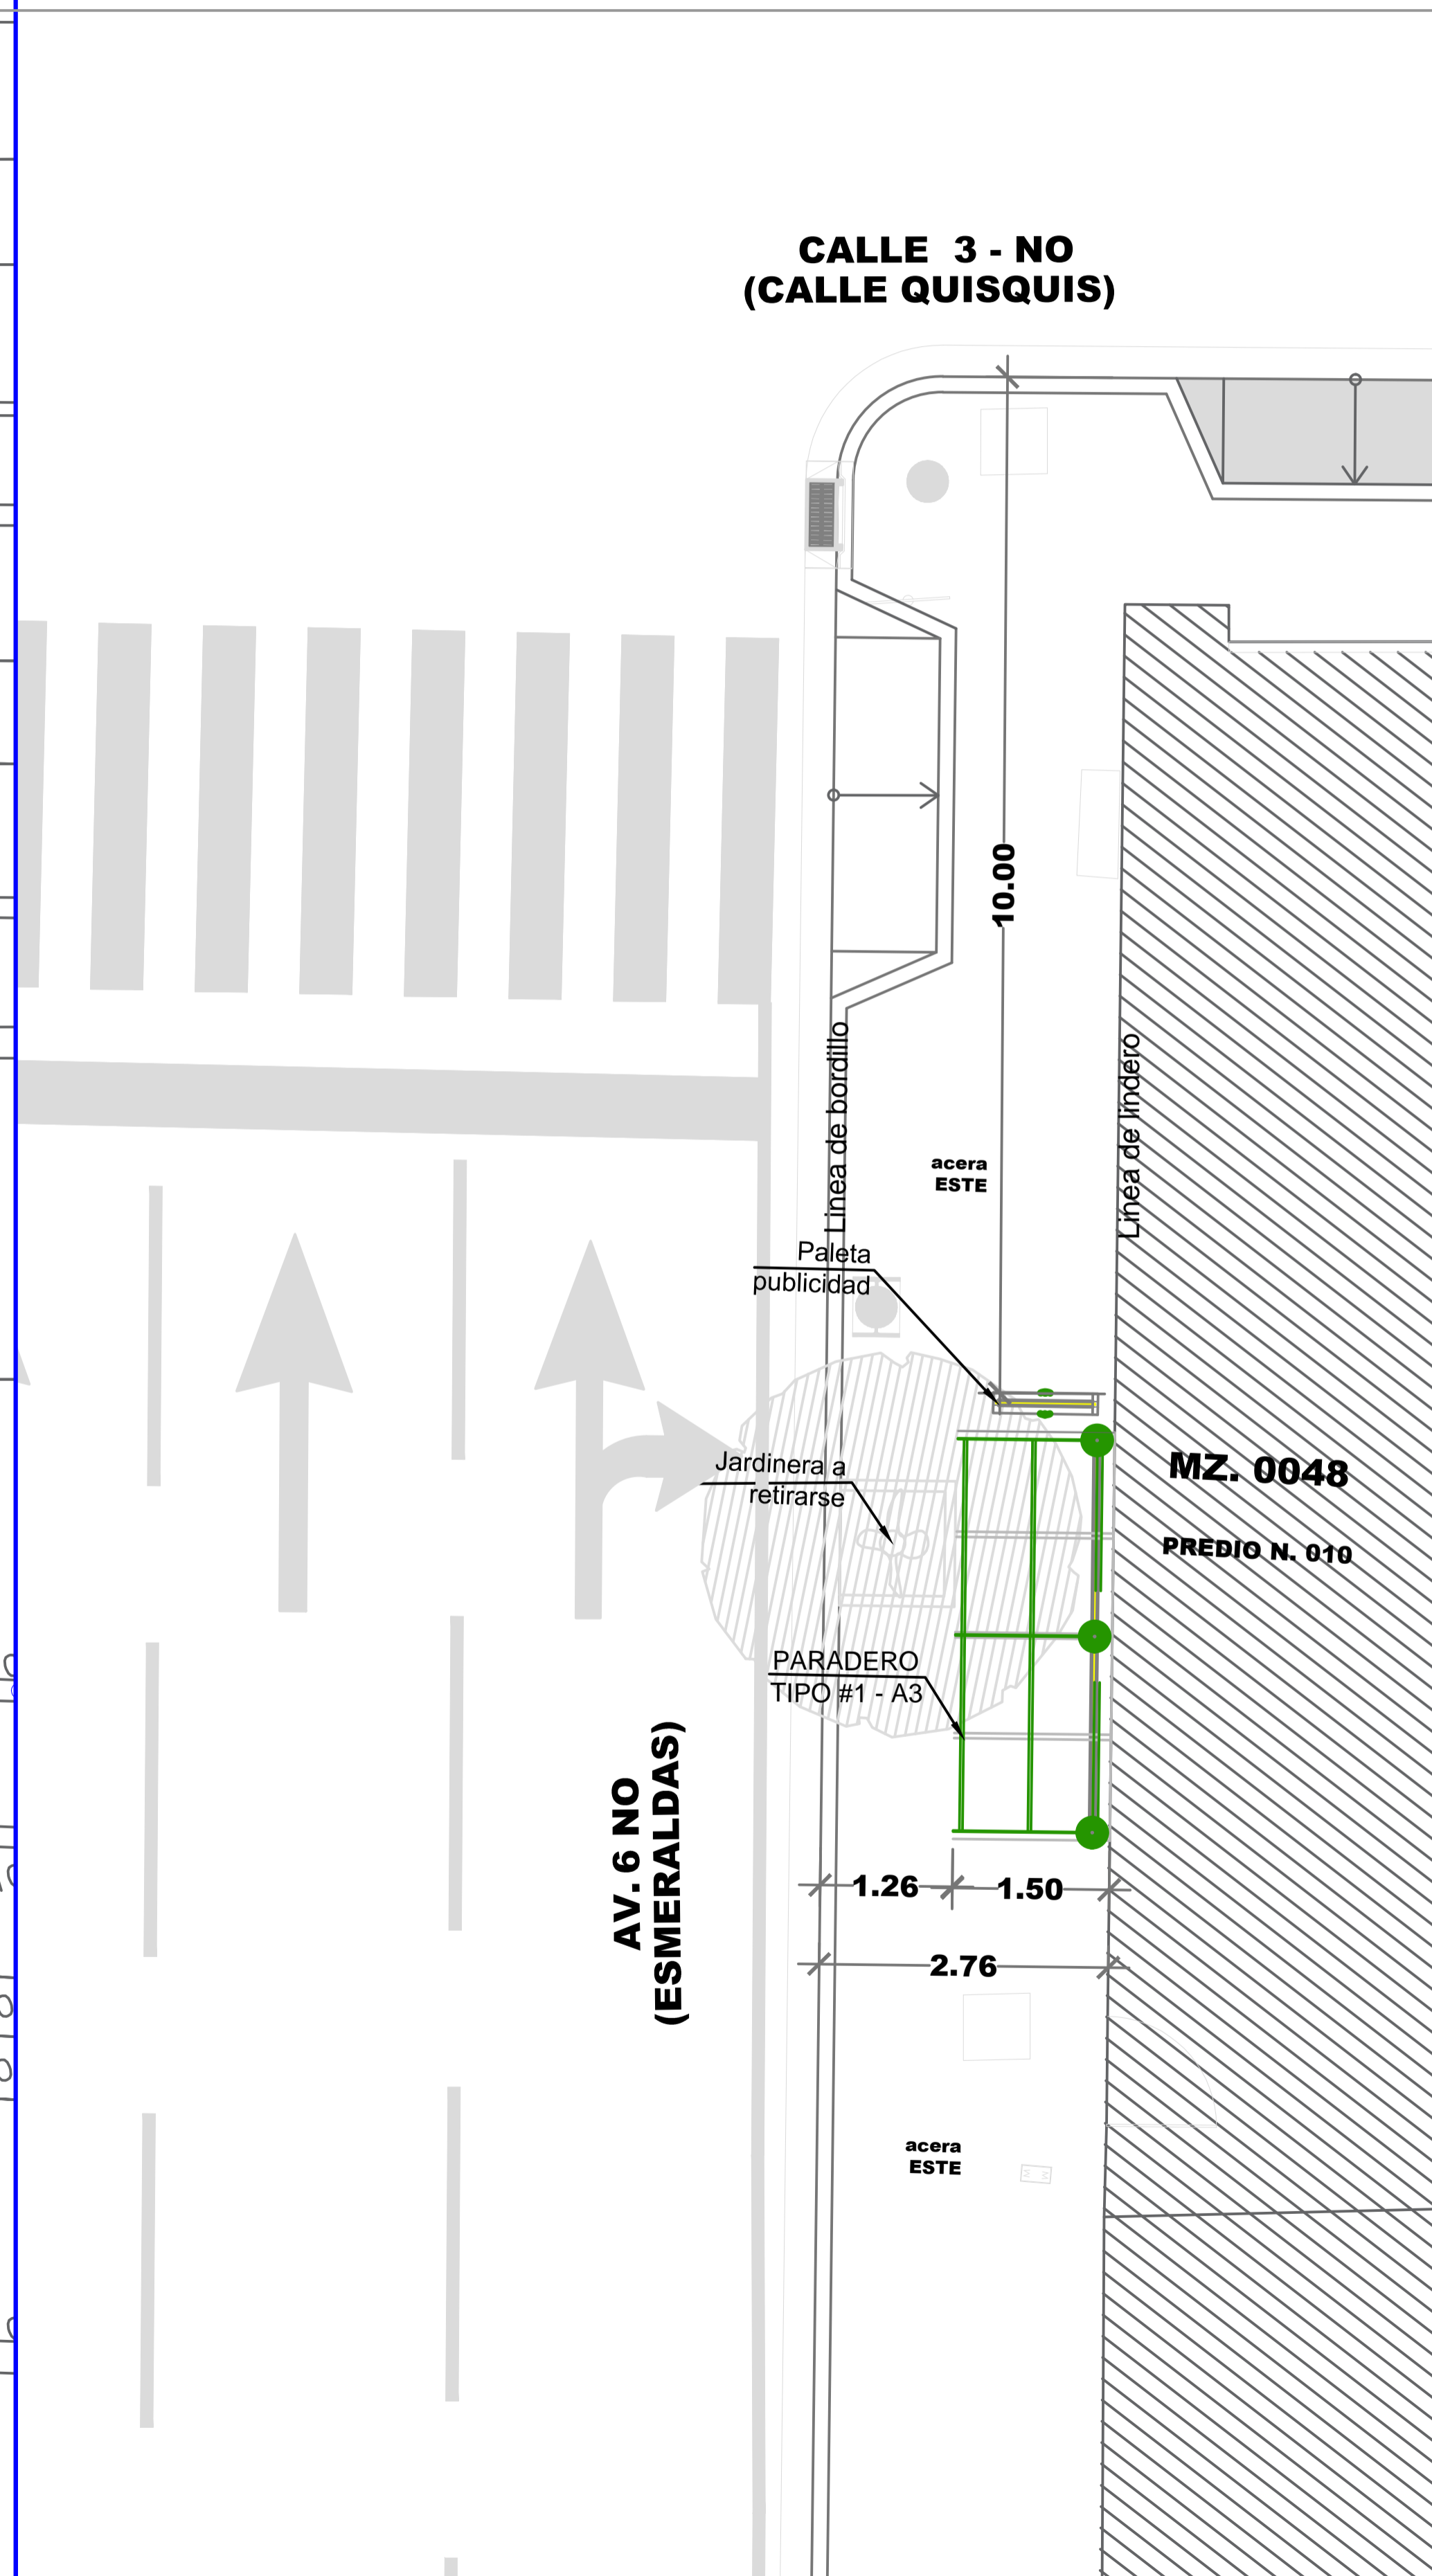 CALLE 3 - NO
(CALLE QUISQUIS)
10.00
Linea de bordillo
Linea de lindero
acera
ESTE
Paleta
publicidad
Jardinera a
retirarse
MZ. 0048
PREDIO N. 010
PARADERO
TIPO #1 - A3
AV. 6 NO
(ESMERALDAS)
1.26
1.50
2.76
acera
ESTE